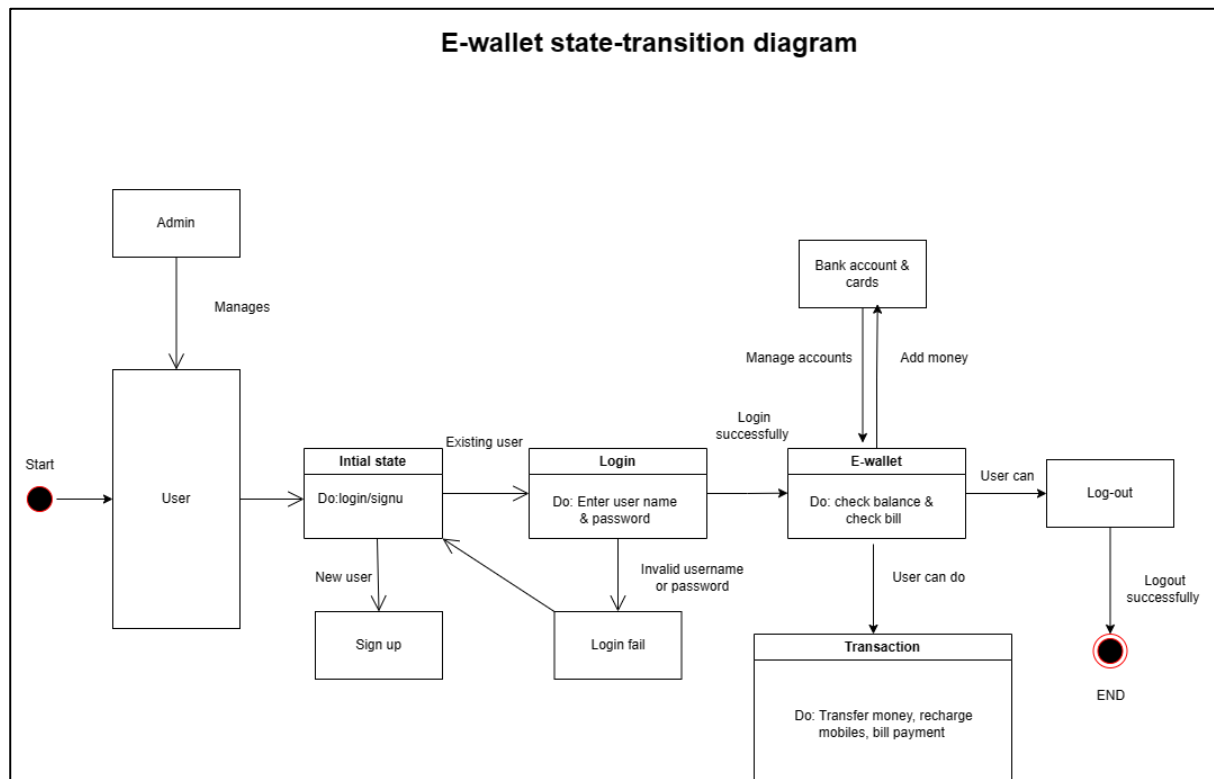 E-wallet state-transition diagram
Admin
Manages
Bank account &
cards
Manage accounts
Add money
Start
User
Intial state
Do:login/signu
Existing user
Login
Do: Enter user name
& password
Login
successfully
E-wallet
Do: check balance &
check bill
User can
Log-out
New user
Sign up
Invalid username
or password
Login fail
User can do
Transaction
Do: Transfer money, recharge
mobiles, bill payment
Logout
successfully
END